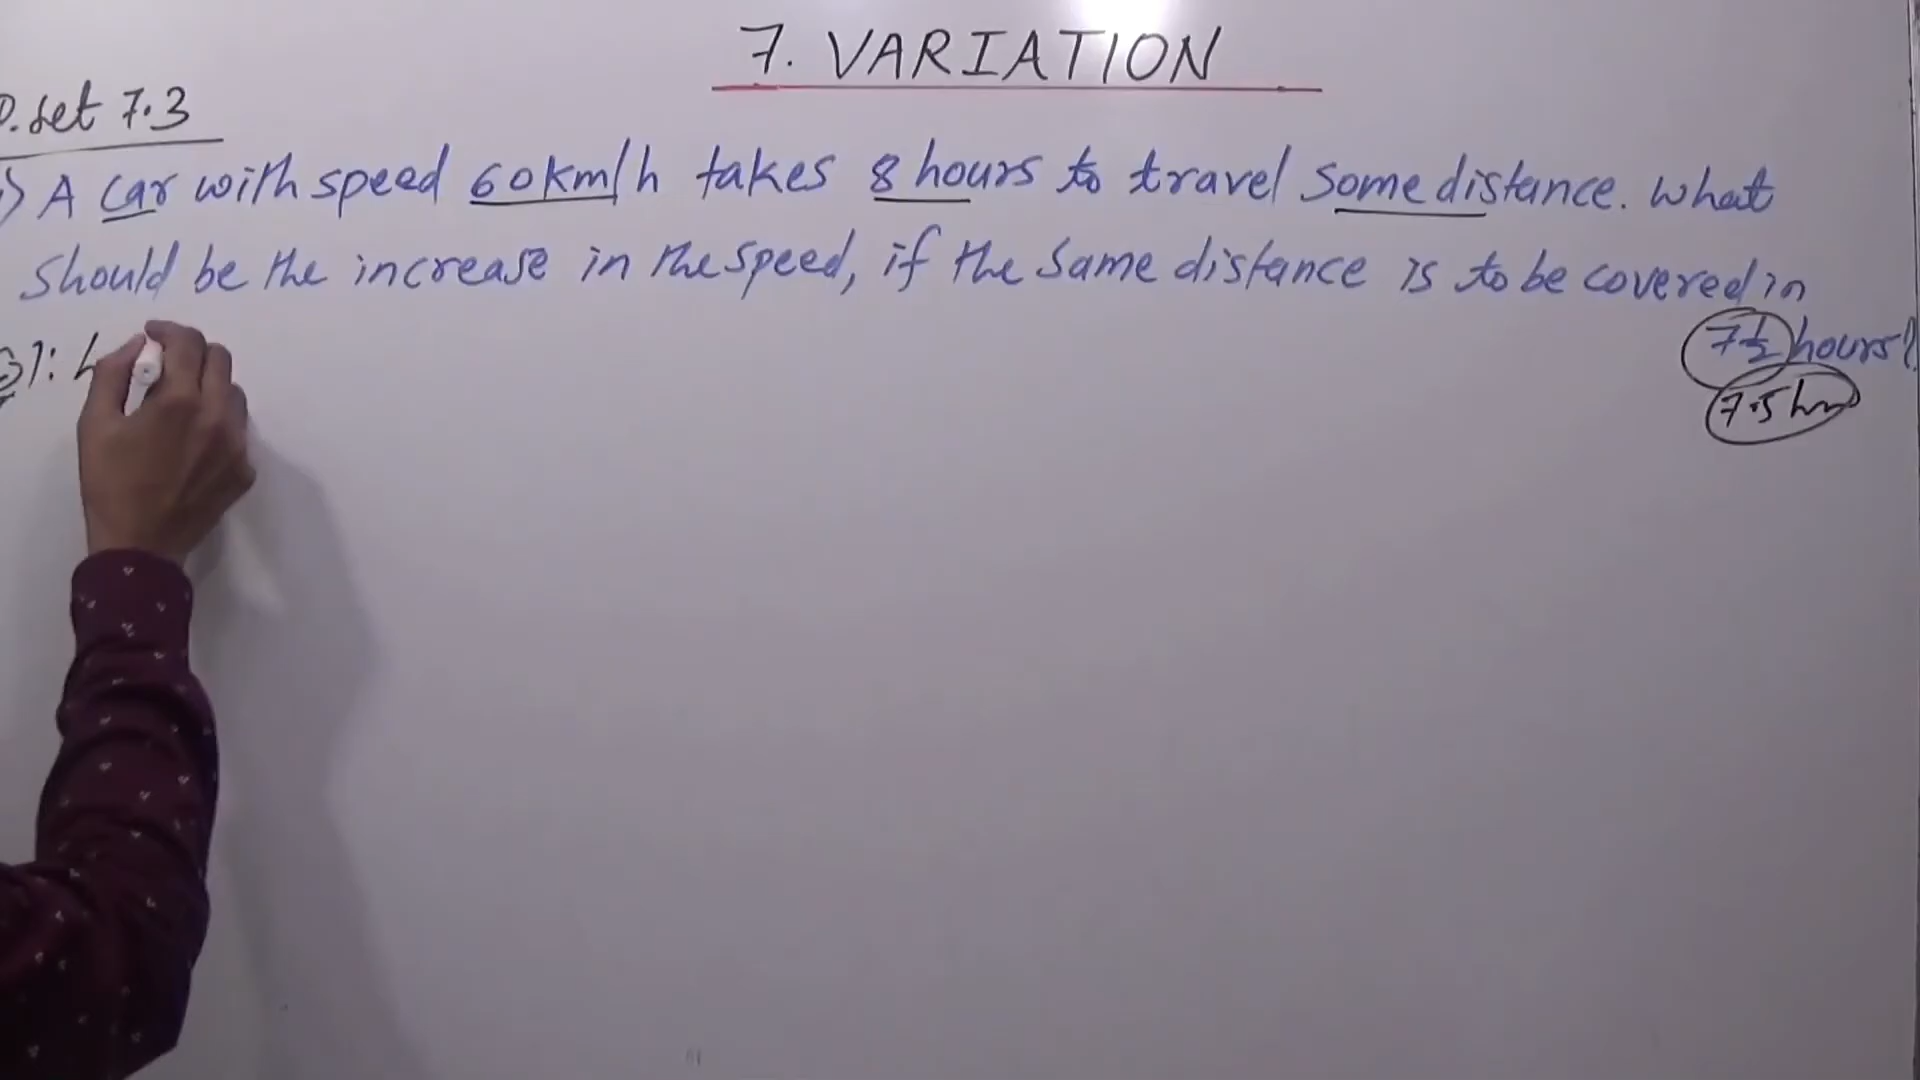 7. VARIATION
P. Set 7.3
A car with speed 60km/h takes 8 hours to travel some distance. What
should be the increase in the speed, if the same distance is to be covered in
7½ hours?
7.5 hrs